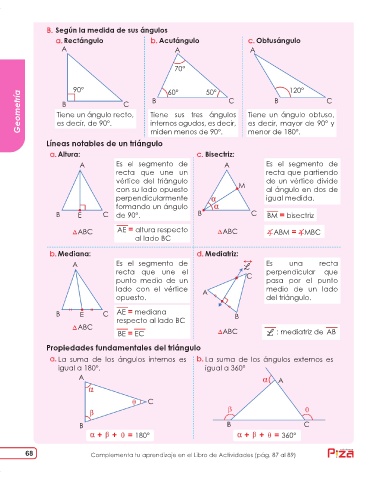 B. Según la medida de sus ángulos
a. Rectángulo
b. Acutángulo
c. Obtusángulo
A
90°
B
C
A
70°
60°
50°
B
C
A
120°
B
C
Tiene un ángulo recto,
es decir, de 90°.
Tiene sus tres ángulos
internos agudos, es decir,
miden menos de 90°.
Tiene un ángulo obtuso,
es decir, mayor de 90° y
menor de 180°.
Geometría
Líneas notables de un triángulo
a. Altura:
A
B
E
C
△ABC
Es el segmento de
recta que une un
vértice del triángulo
con su lado opuesto
perpendicularmente
formando un ángulo
de 90°.
AE = altura respecto
al lado BC
c. Bisectriz:
A
M
α
α
B
C
△ABC
Es el segmento de
recta que partiendo
de un vértice divide
al ángulo en dos de
igual medida.
BM = bisectriz
∡ABM = ∡MBC
b. Mediana:
A
B
E
C
△ABC
Es el segmento de
recta que une el
punto medio de un
lado con el vértice
opuesto.
AE = mediana
respecto al lado BC
BE = EC
d. Mediatriz:
ℒ
C
A
B
△ABC
Es una recta
perpendicular que
pasa por el punto
medio de un lado
del triángulo.
ℒ : mediatriz de AB
Propiedades fundamentales del triángulo
a. La suma de los ángulos internos es
igual a 180°.
A
α
θ
C
β
B
α + β + θ = 180°
b. La suma de los ángulos externos es
igual a 360°
α
A
β
θ
B
C
α + β + θ = 360°
68
Complementa tu aprendizaje en el Libro de Actividades (pág. 87 al 89)